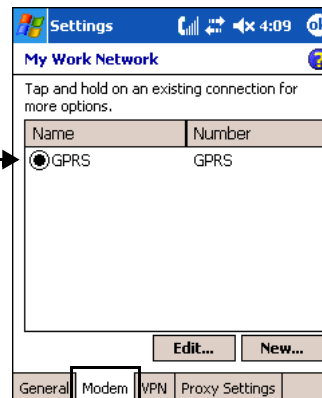 Settings 4:09 ok
My Work Network ?
Tap and hold on an existing connection for
more options.
Name Number
GPRS GPRS
Edit... New...
General Modem VPN Proxy Settings